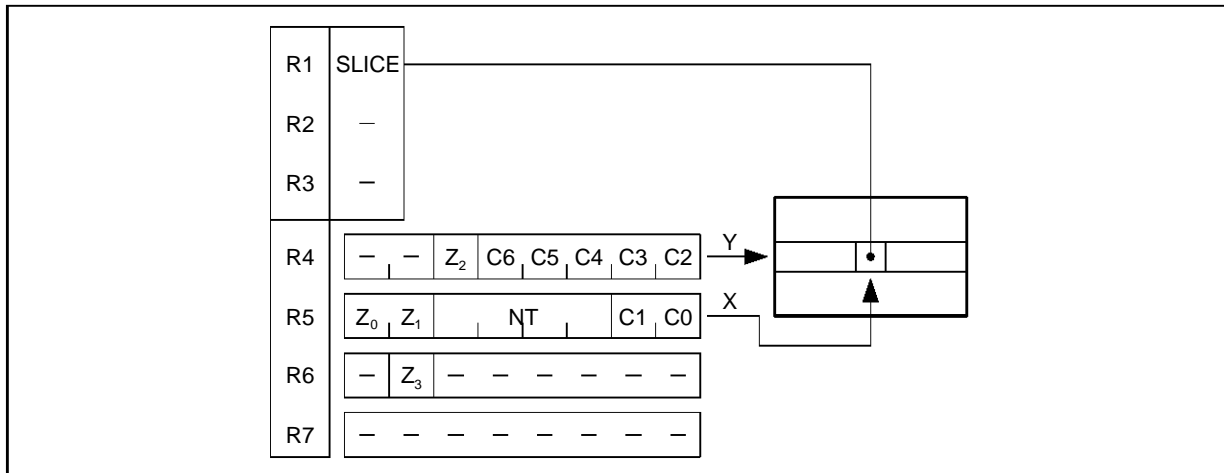 R1 SLICE
R2 –
R3 –
R4 – – Z₂ C6 C5 C4 C3 C2 Y
R5 Z₀ Z₁ NT C1 C0 X
R6 – Z₃ – – – – – –
R7 – – – – – – – –